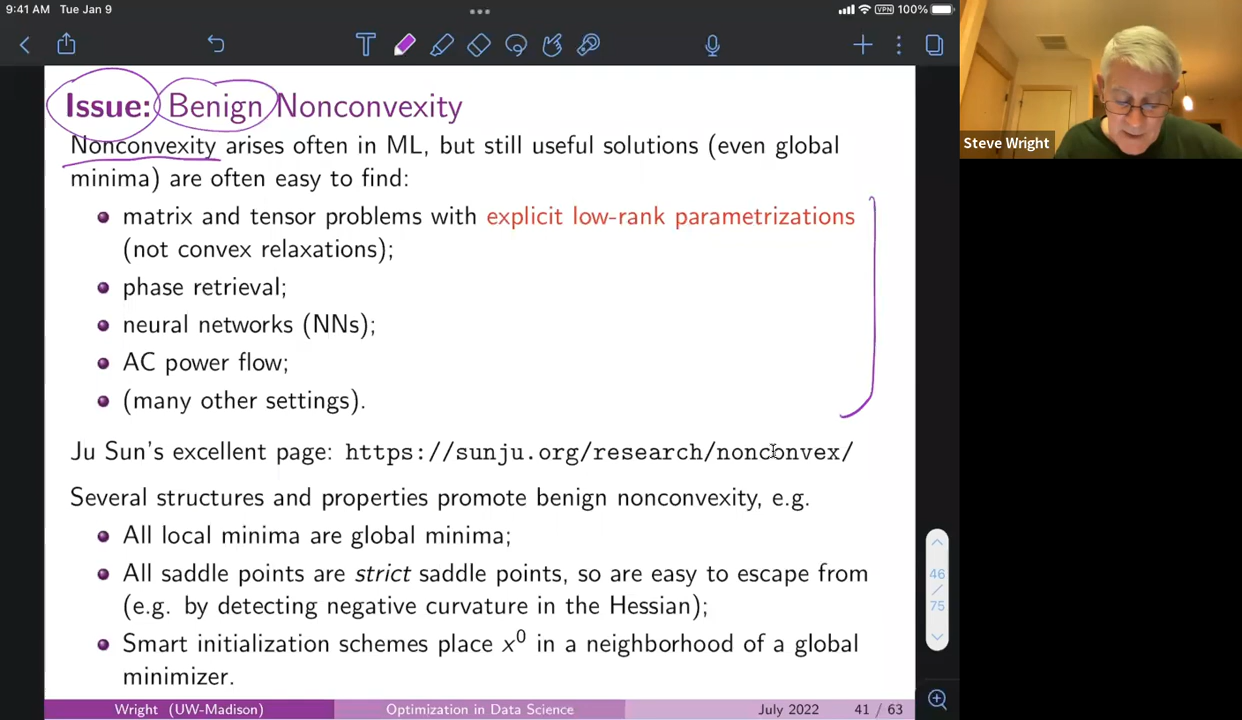 9:41 AM Tue Jan 9
VPN 100%
T
Issue: Benign Nonconvexity
Nonconvexity arises often in ML, but still useful solutions (even global
minima) are often easy to find:
matrix and tensor problems with explicit low-rank parametrizations
(not convex relaxations);
phase retrieval;
neural networks (NNs);
AC power flow;
(many other settings).
Ju Sun's excellent page: https://sunju.org/research/nonconvex/
Several structures and properties promote benign nonconvexity, e.g.
All local minima are global minima;
All saddle points are strict saddle points, so are easy to escape from
(e.g. by detecting negative curvature in the Hessian);
Smart initialization schemes place x⁰ in a neighborhood of a global
minimizer.
Wright (UW-Madison) Optimization in Data Science July 2022 41 / 63
46
/
75
Steve Wright